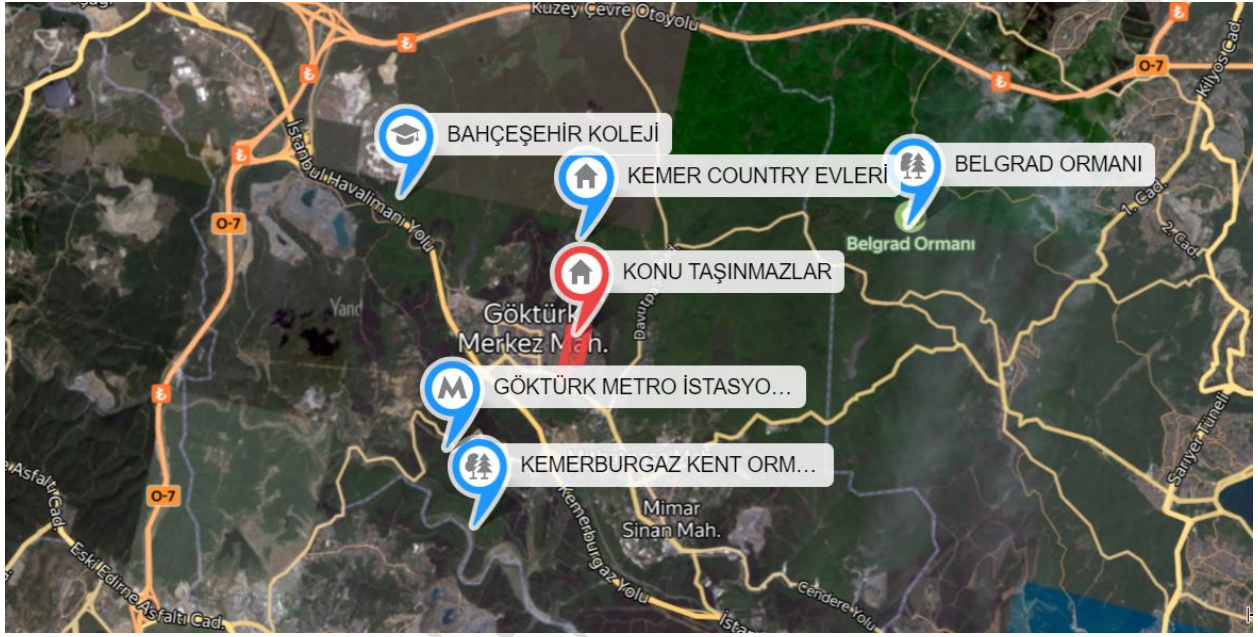 Kuzey Çevre Otoyolu
O-7
Kilyos Cad.
BAHÇEŞEHİR KOLEJİ
KEMER COUNTRY EVLERİ
BELGRAD ORMANI
İstanbul Havalimanı Yolu
O-7
1. Cad.
2. Cad
Belgrad Ormanı
KONU TAŞINMAZLAR
Göktürk
Merkez Mah.
GÖKTÜRK METRO İSTASYO...
KEMERBURGAZ KENT ORM...
Sarıyer Tüneli
O-7
Mimar
Sinan Mah.
Kemerburgaz Yolu
Eski Edirne Asfaltı Cad.
Cendere Yolu